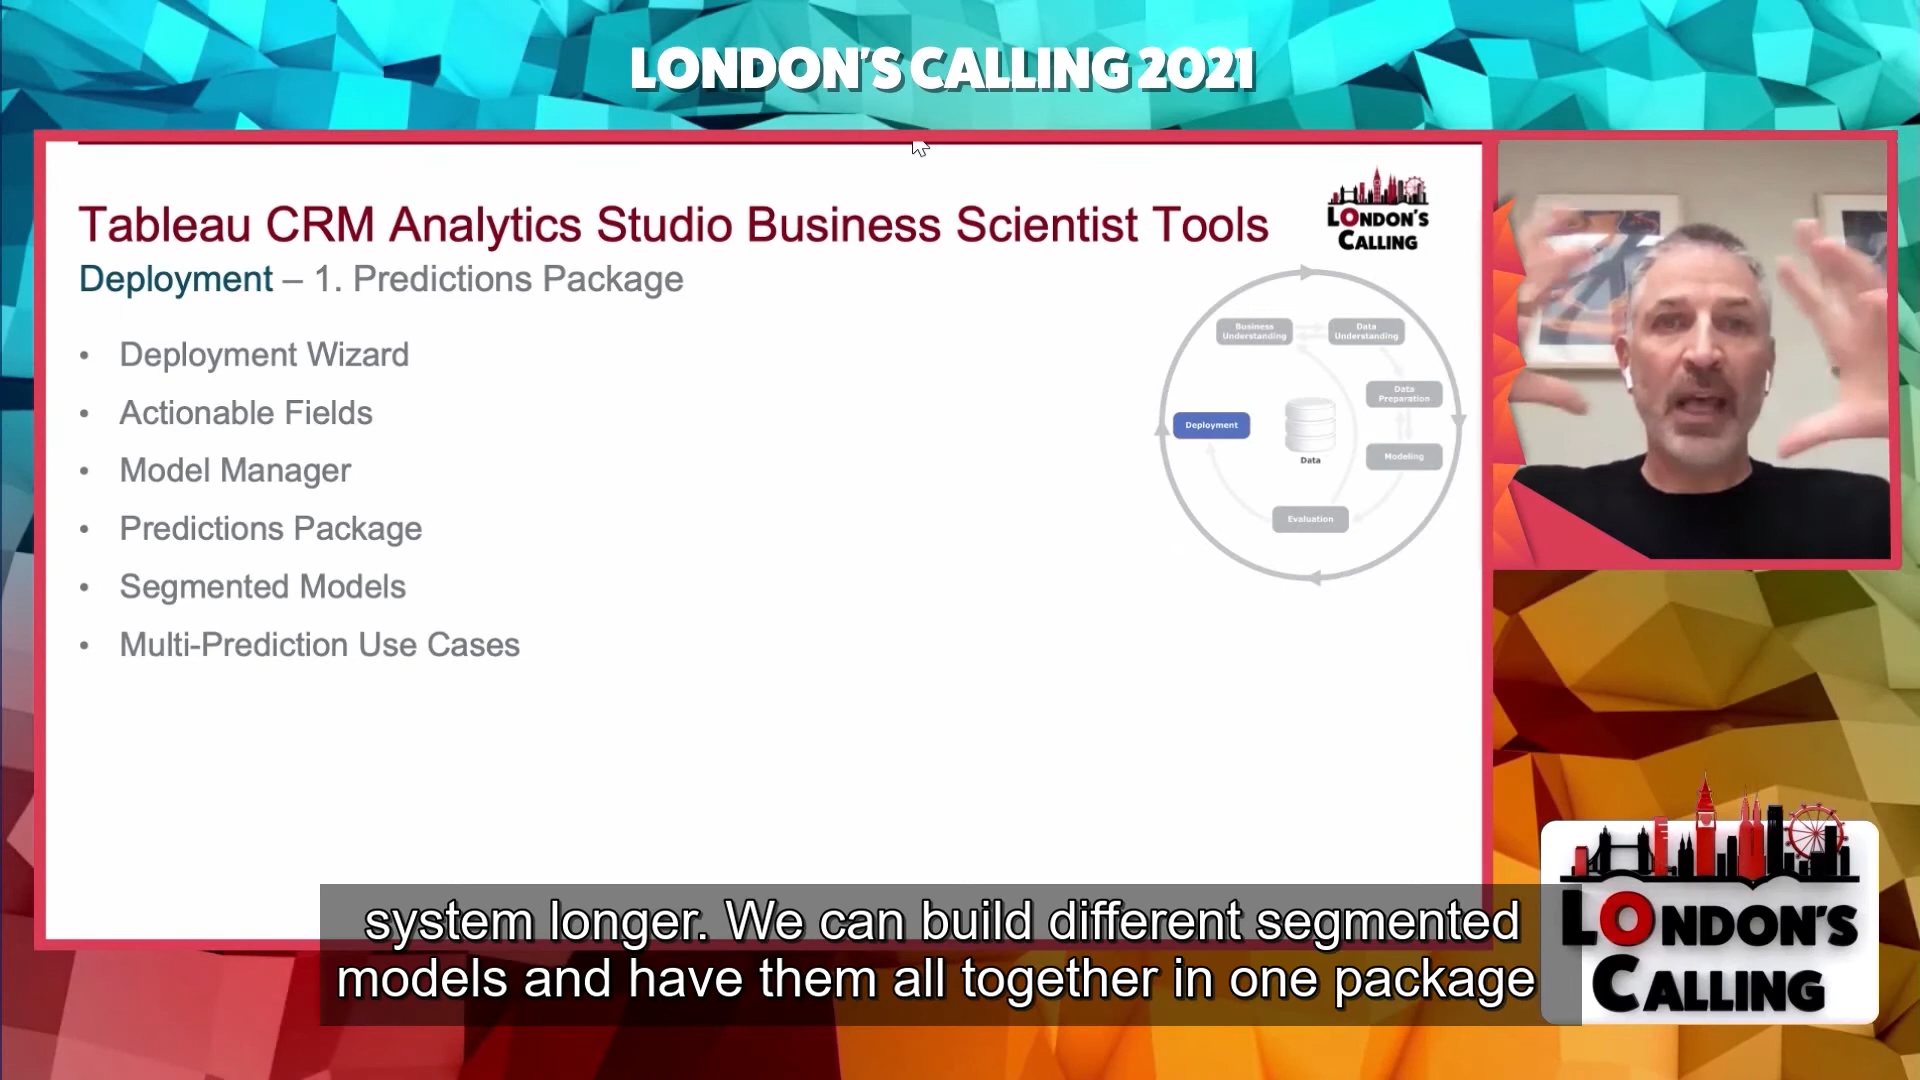 LONDON'S CALLING 2021
Tableau CRM Analytics Studio Business Scientist Tools
LONDON'S
CALLING
Deployment – 1. Predictions Package
• Deployment Wizard
• Actionable Fields
• Model Manager
• Predictions Package
• Segmented Models
• Multi-Prediction Use Cases
Business
Understanding
Data
Understanding
Data
Preparation
Deployment
Data
Modeling
Evaluation
system longer. We can build different segmented
models and have them all together in one package
LONDON'S
CALLING